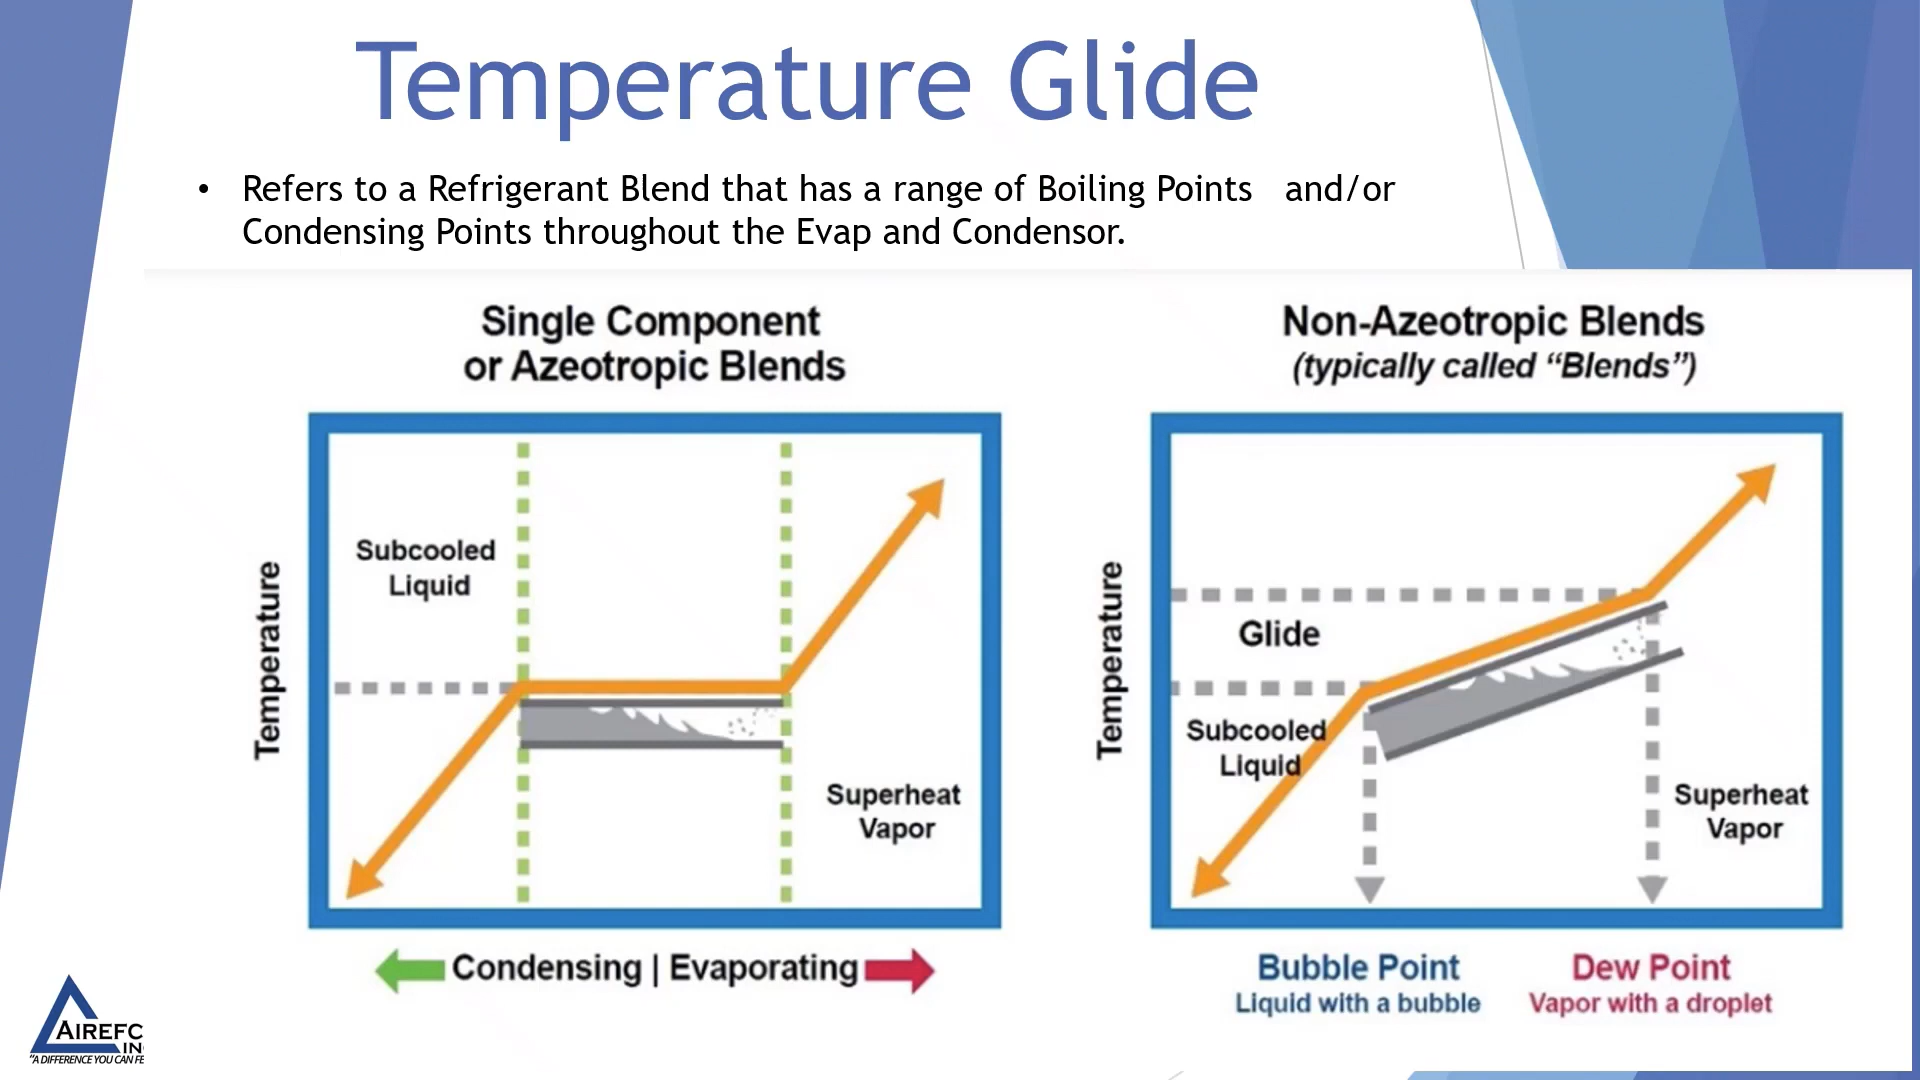 Temperature Glide
• Refers to a Refrigerant Blend that has a range of Boiling Points and/or
Condensing Points throughout the Evap and Condensor.
Single Component
or Azeotropic Blends
Temperature
Subcooled
Liquid
Superheat
Vapor
Condensing | Evaporating
Non-Azeotropic Blends
(typically called “Blends”)
Temperature
Glide
Subcooled
Liquid
Superheat
Vapor
Bubble Point
Liquid with a bubble
Dew Point
Vapor with a droplet
AIREFC
IN
"A DIFFERENCE YOU CAN FE